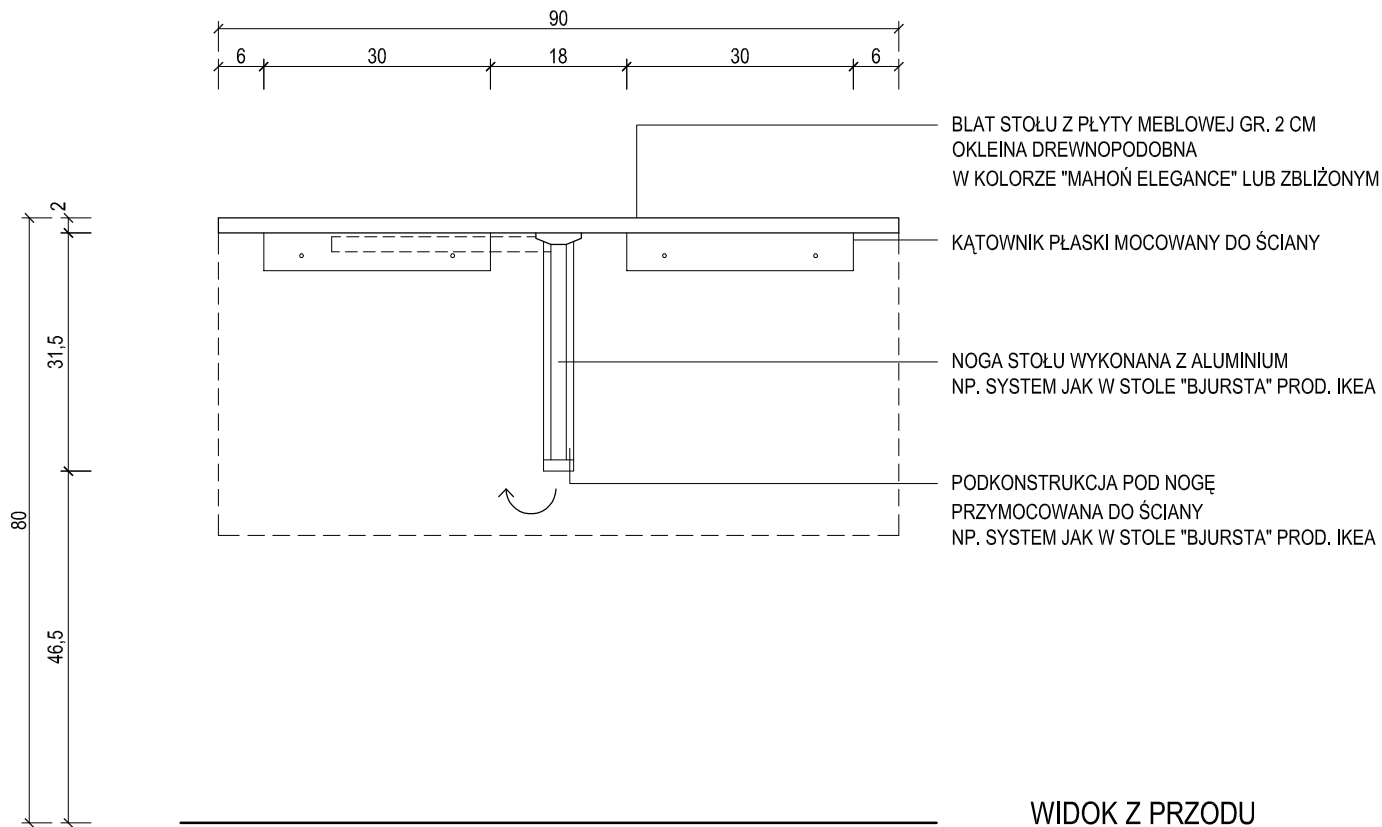 90
6 30 18 30 6
BLAT STOŁU Z PŁYTY MEBLOWEJ GR. 2 CM
OKLEINA DREWNOPODOBNA
W KOLORZE "MAHOŃ ELEGANCE" LUB ZBLIŻONYM
2
KĄTOWNIK PŁASKI MOCOWANY DO ŚCIANY
31,5
NOGA STOŁU WYKONANA Z ALUMINIUM
NP. SYSTEM JAK W STOLE "BJURSTA" PROD. IKEA
PODKONSTRUKCJA POD NOGĘ
PRZYMOCOWANA DO ŚCIANY
NP. SYSTEM JAK W STOLE "BJURSTA" PROD. IKEA
80
46,5
WIDOK Z PRZODU